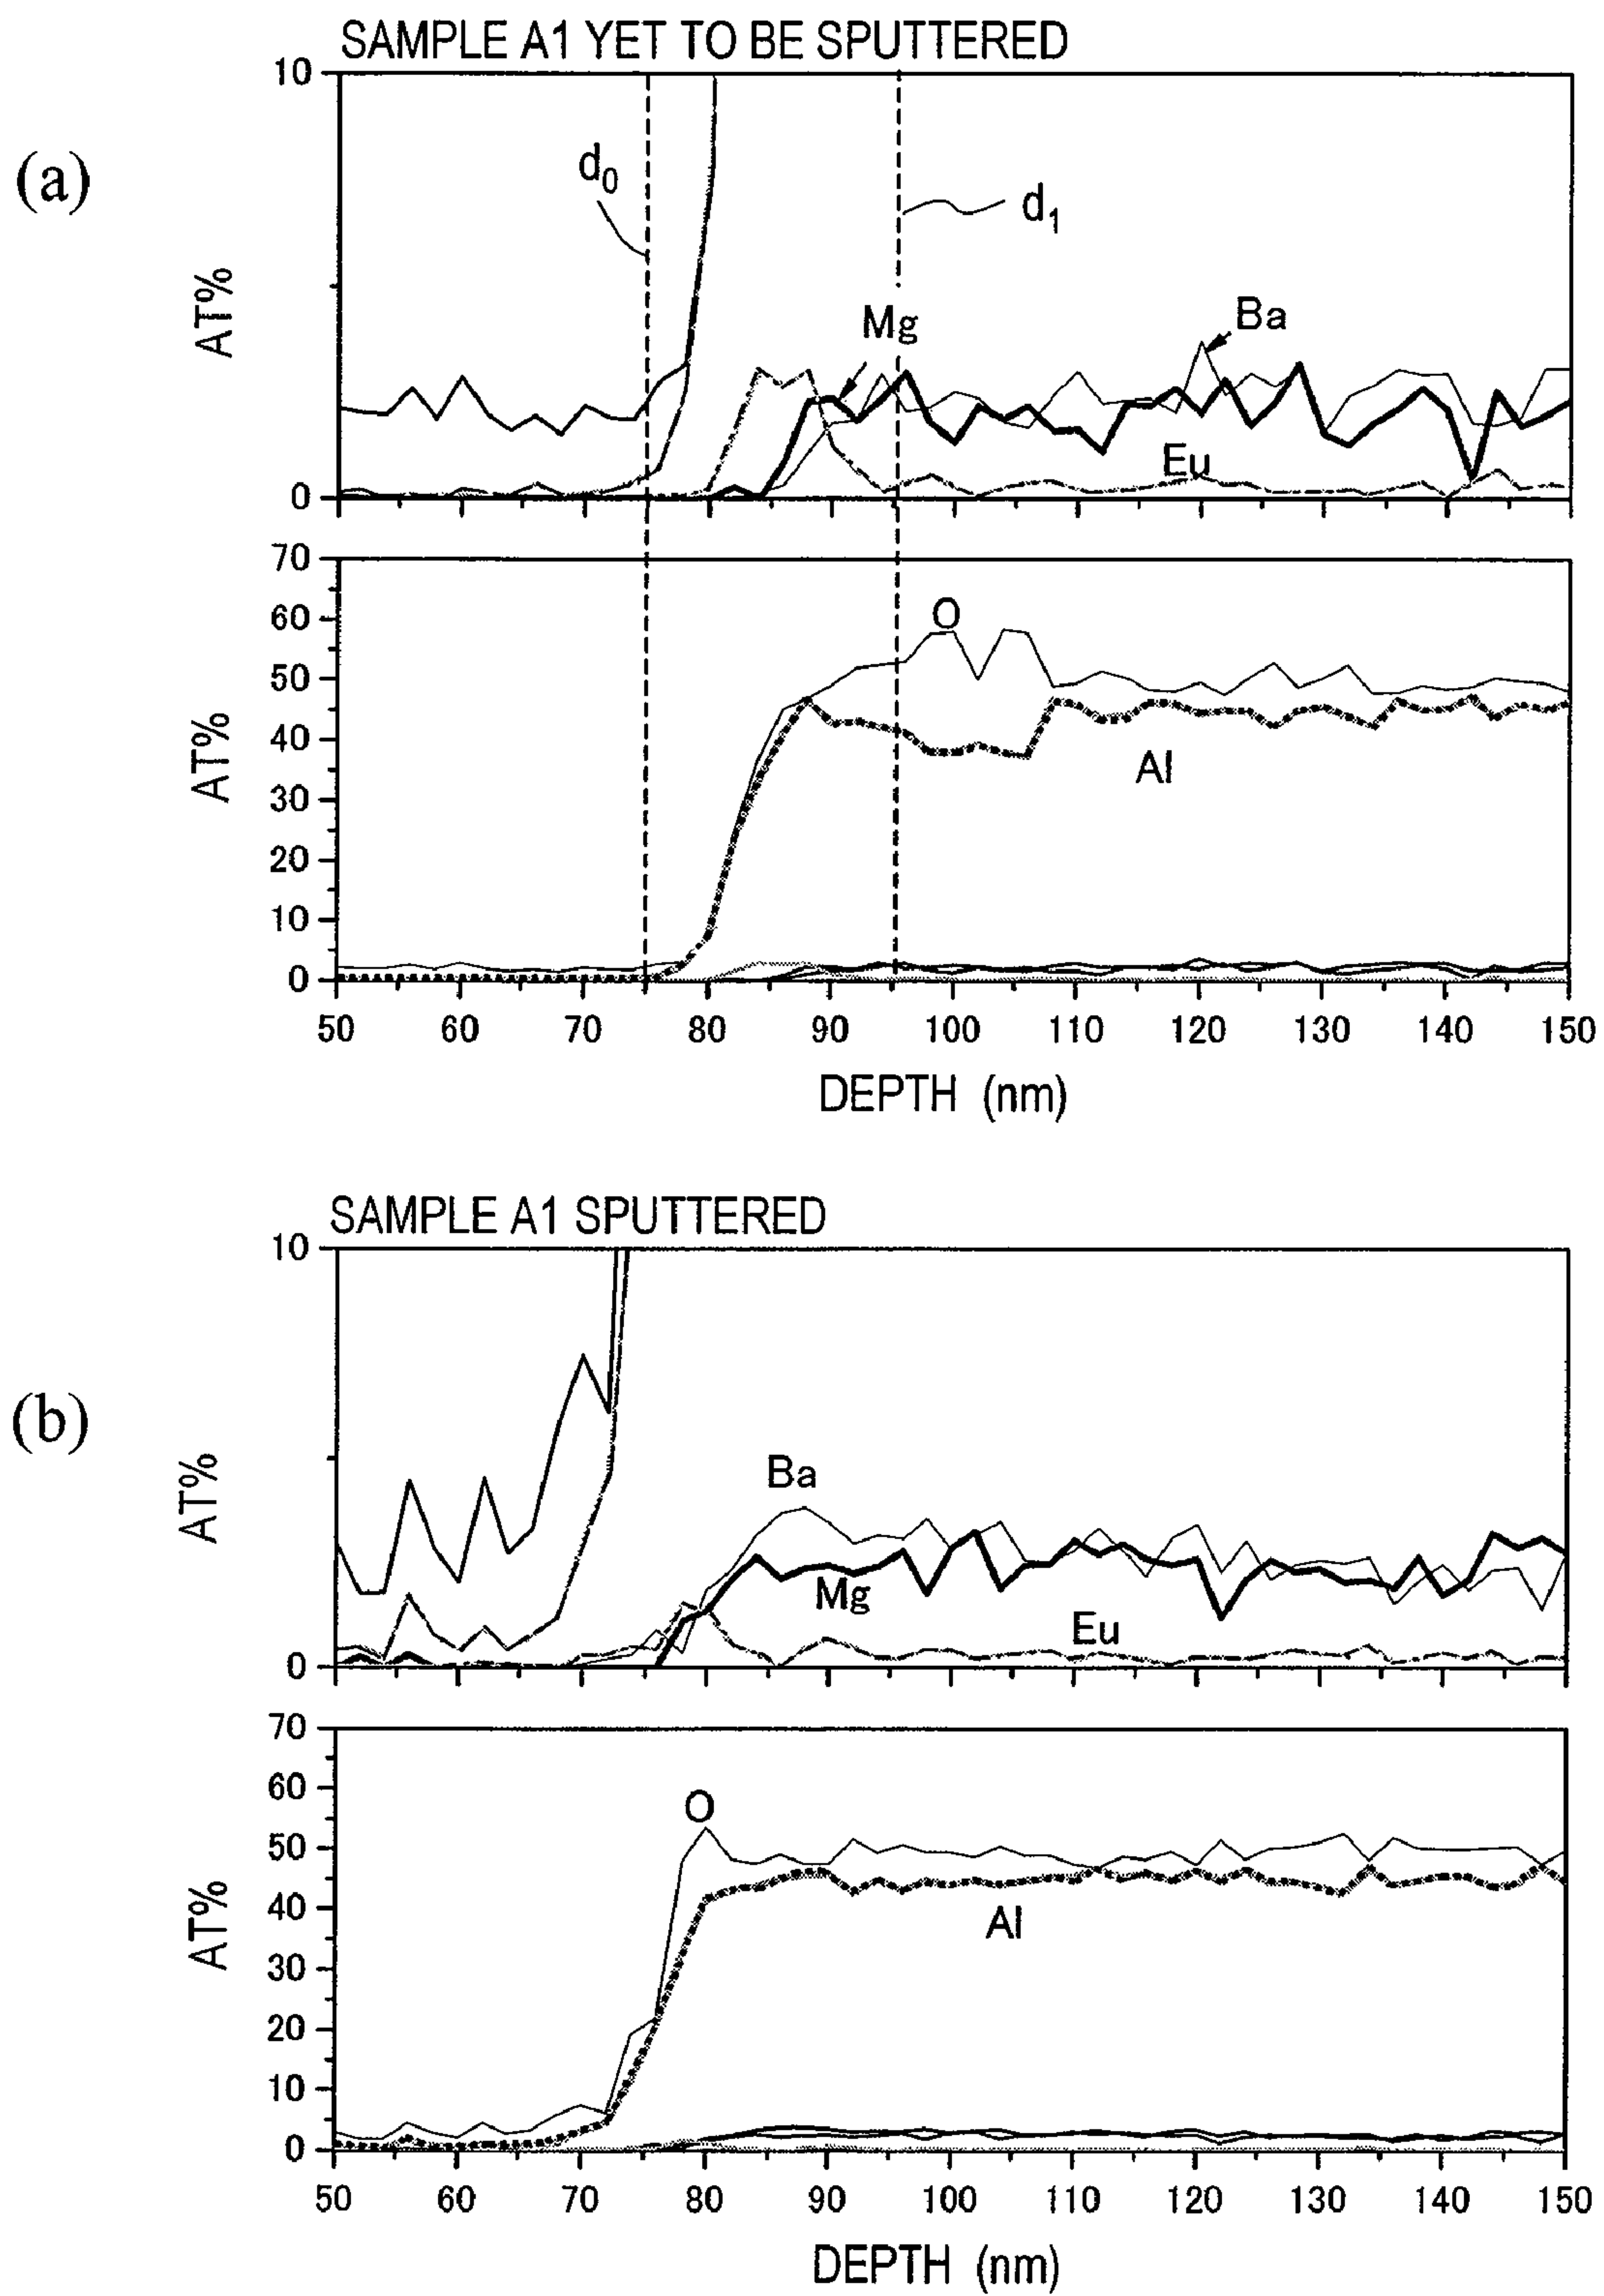 SAMPLE A1 YET TO BE SPUTTERED
(a)
10
d0
d1
AT%
Mg
Ba
Eu
0
70
60
50
40
30
20
10
0
O
AT%
Al
50 60 70 80 90 100 110 120 130 140 150
DEPTH (nm)
SAMPLE A1 SPUTTERED
(b)
10
AT%
Ba
Mg
Eu
0
70
60
50
40
30
20
10
0
O
AT%
Al
50 60 70 80 90 100 110 120 130 140 150
DEPTH (nm)